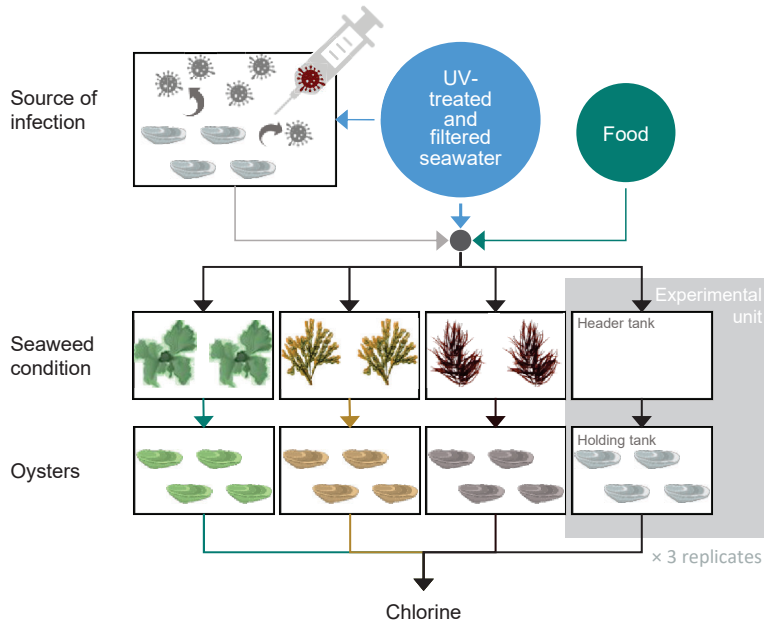 Source of
infection
UV-
treated
and
filtered
seawater
Food
Experimental
unit
Seaweed
condition
Header tank
Oysters
Holding tank
× 3 replicates
Chlorine